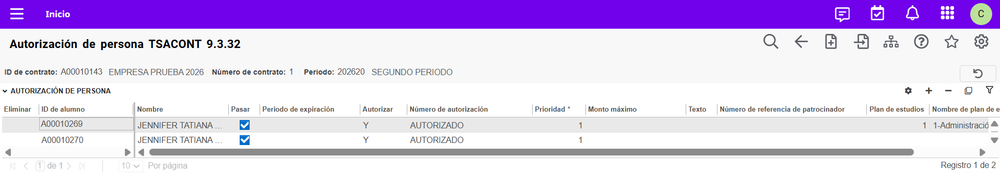 Inicio
C
Autorización de persona TSACONT 9.3.32
ID de contrato: A00010143 EMPRESA PRUEBA 2026 Número de contrato: 1 Periodo: 202620 SEGUNDO PERIODO
AUTORIZACIÓN DE PERSONA
Eliminar ID de alumno Nombre Pasar Periodo de expiración Autorizar Número de autorización Prioridad * Monto máximo Texto Número de referencia de patrocinador Plan de estudios Nombre de plan de e
A00010269 JENNIFER TATIANA ... Y AUTORIZADO 1 1 1-Administració
A00010270 JENNIFER TATIANA ... Y AUTORIZADO 1
1 de 1 10 Por página Registro 1 de 2